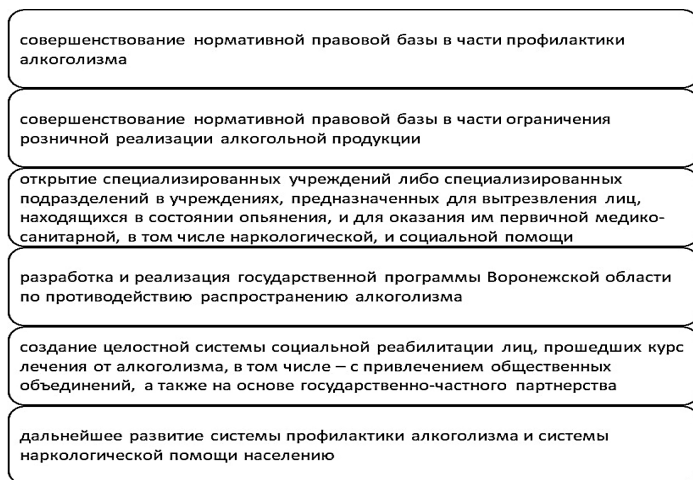 совершенствование нормативной правовой базы в части профилактики
алкоголизма
совершенствование нормативной правовой базы в части ограничения
розничной реализации алкогольной продукции
открытие специализированных учреждений либо специализированных
подразделений в учреждениях, предназначенных для вытрезвления лиц,
находящихся в состоянии опьянения, и для оказания им первичной медико-
санитарной, в том числе наркологической, и социальной помощи
разработка и реализация государственной программы Воронежской области
по противодействию распространению алкоголизма
создание целостной системы социальной реабилитации лиц, прошедших курс
лечения от алкоголизма, в том числе – с привлечением общественных
объединений, а также на основе государственно-частного партнерства
дальнейшее развитие системы профилактики алкоголизма и системы
наркологической помощи населению